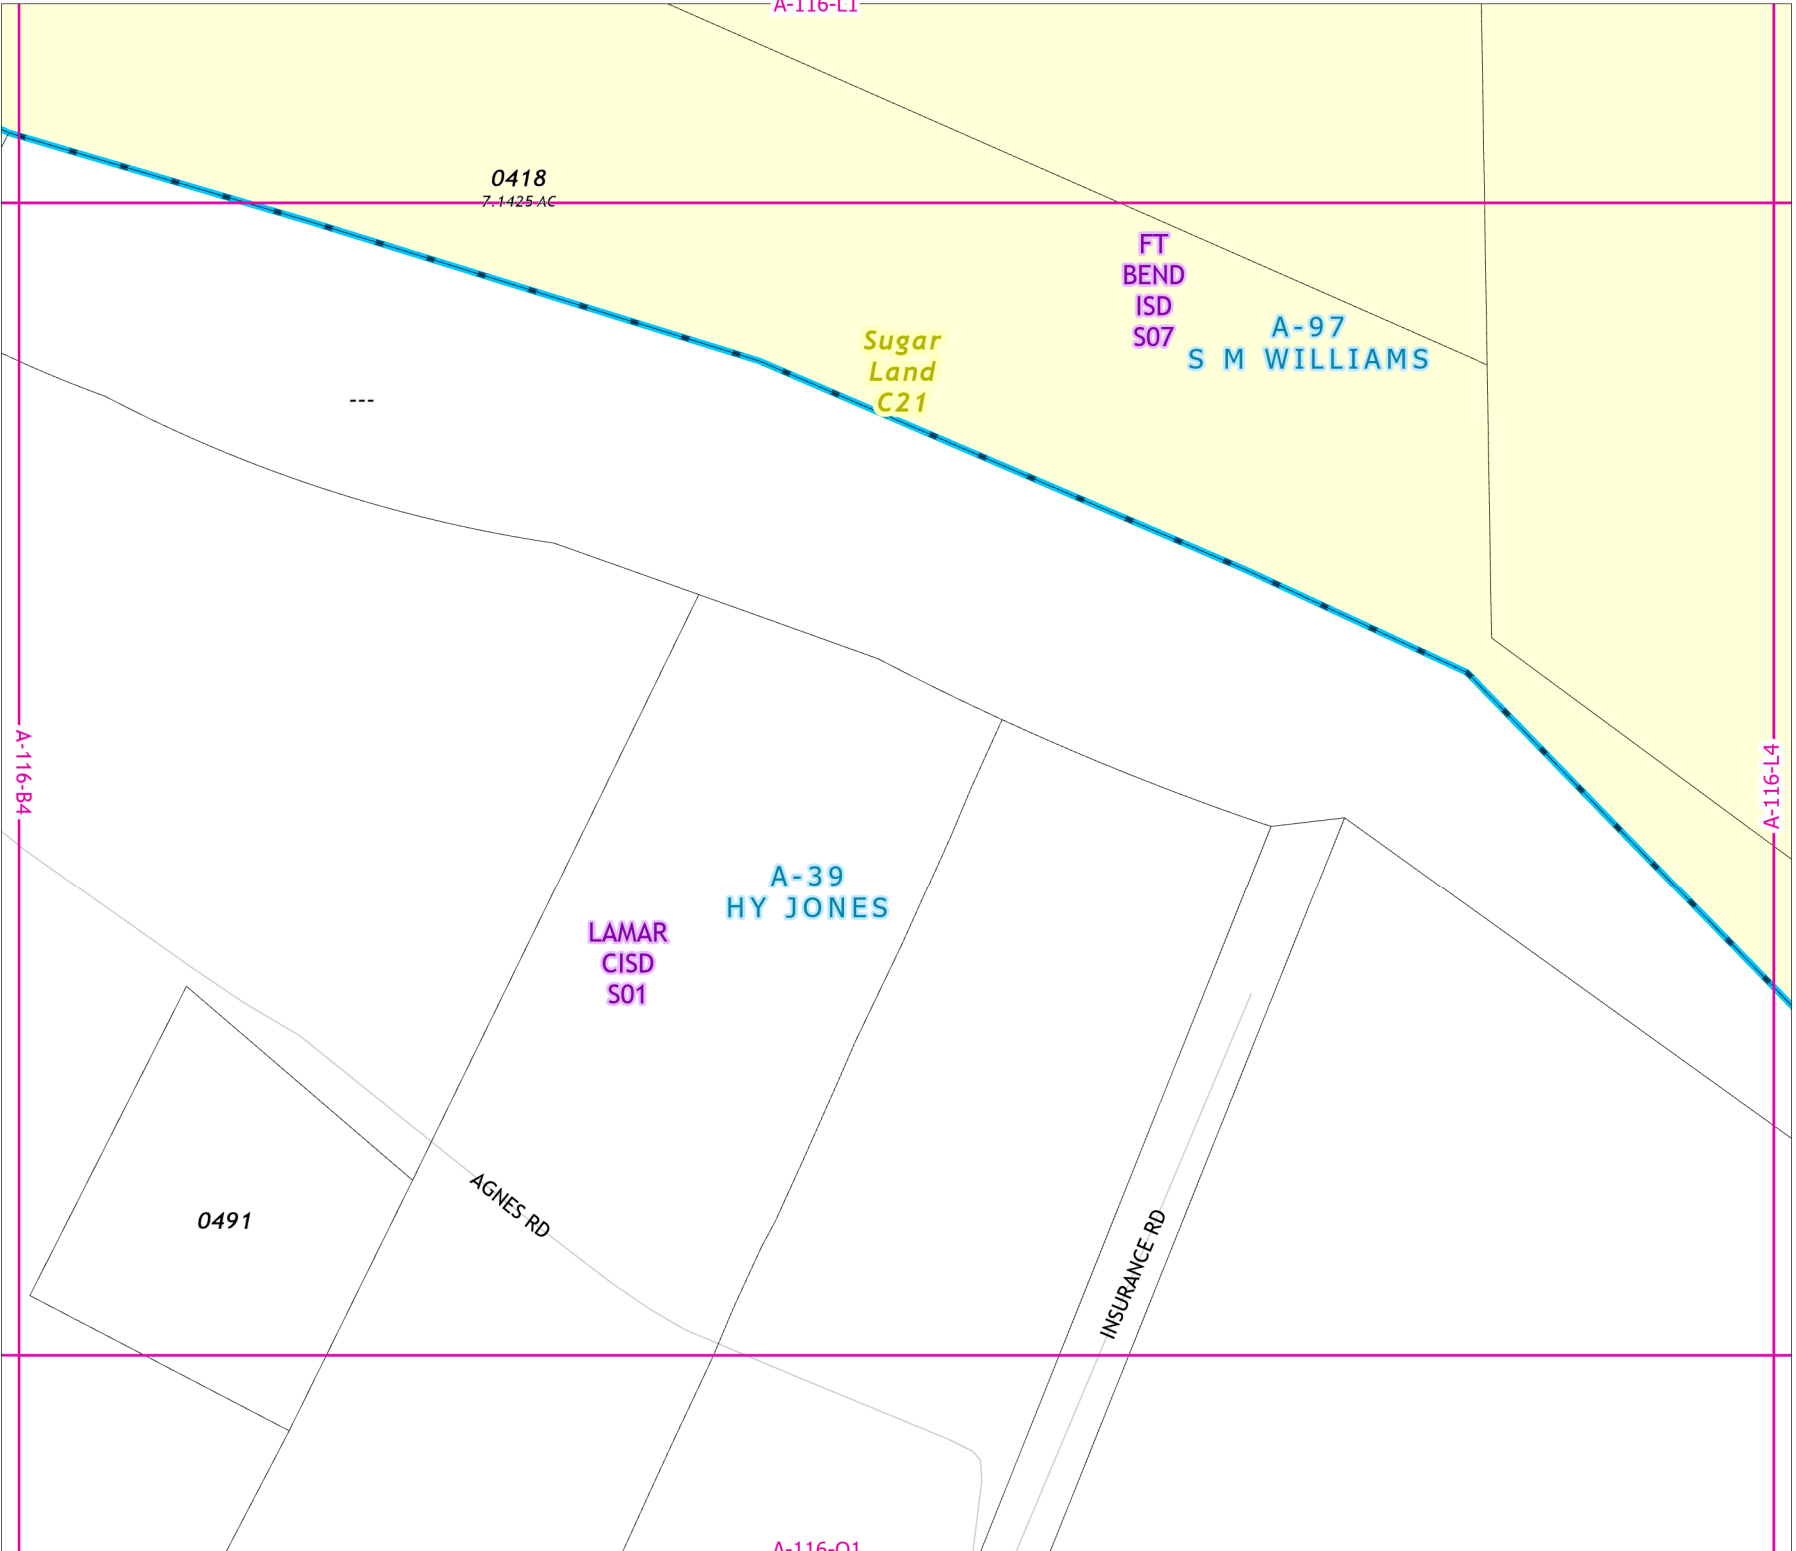 A-116-L1
0418
7.1425 AC
FT
BEND
ISD
S07
A-97
S M WILLIAMS
Sugar
Land
C21
---
A-116-B4
A-116-L4
A-39
HY JONES
LAMAR
CISD
S01
AGNES RD
0491
INSURANCE RD
A-116-O1